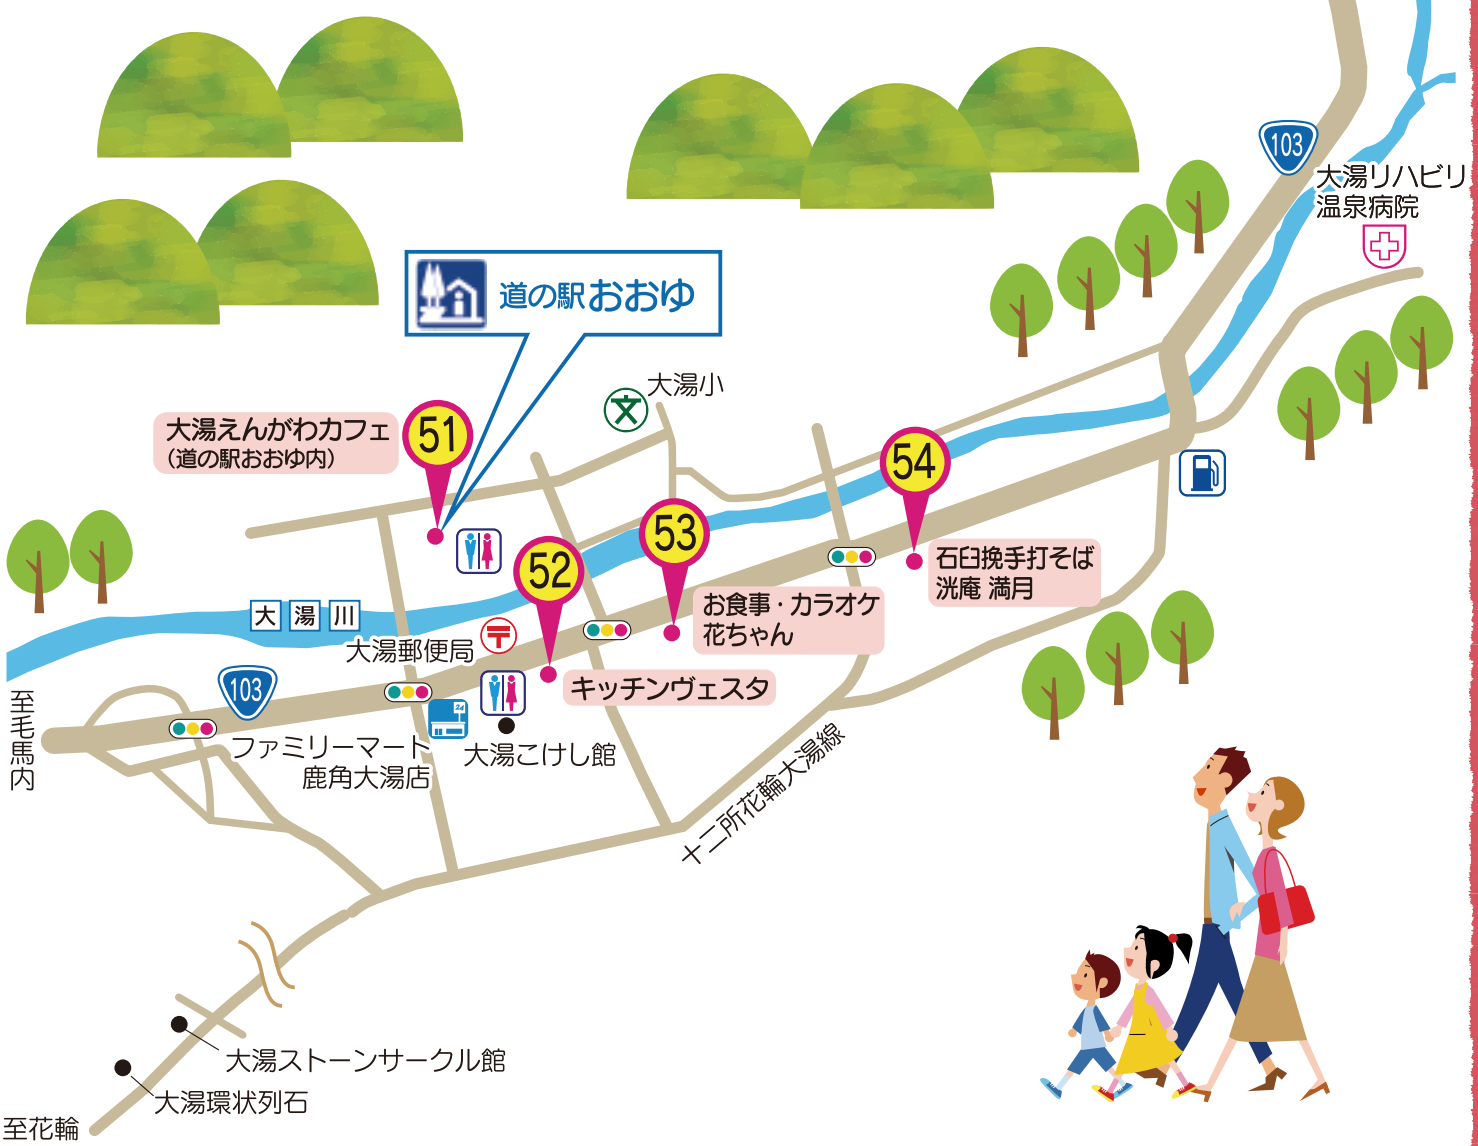 103
大湯リハビリ
温泉病院
道の駅おおゆ
大湯小
文
大湯えんがわカフェ
(道の駅おおゆ内)
51
54
53
52
石臼挽手打そば
洸庵 満月
お食事・カラオケ
花ちゃん
大湯川
大湯郵便局
〒
キッチンヴェスタ
至毛馬内
103
24
ファミリーマート
鹿角大湯店
大湯こけし館
十二所花輪大湯線
大湯ストーンサークル館
大湯環状列石
至花輪